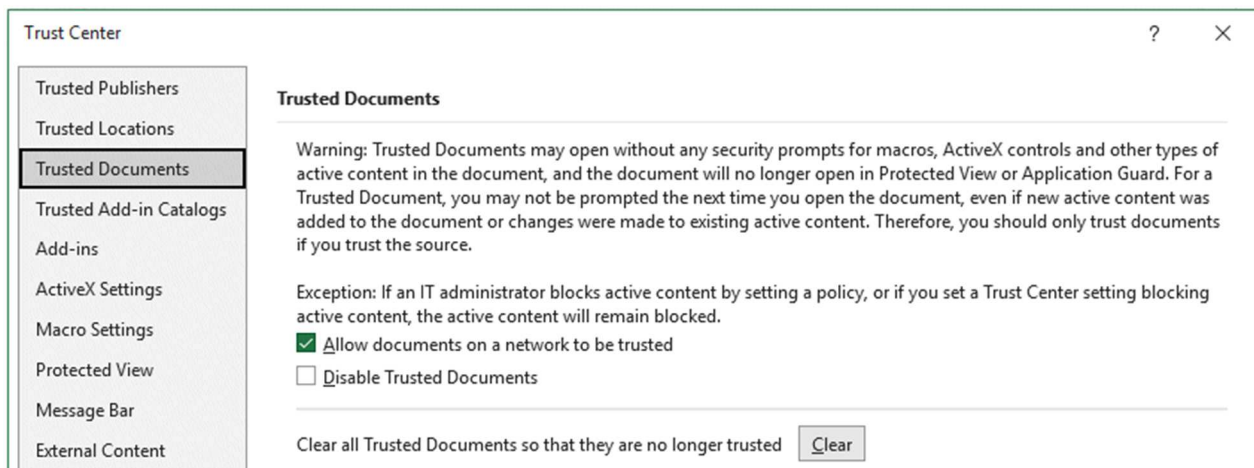 Trust Center
?
Trusted Publishers
Trusted Locations
Trusted Documents
Trusted Add-in Catalogs
Add-ins
ActiveX Settings
Macro Settings
Protected View
Message Bar
External Content
Trusted Documents
Warning: Trusted Documents may open without any security prompts for macros, ActiveX controls and other types of
active content in the document, and the document will no longer open in Protected View or Application Guard. For a
Trusted Document, you may not be prompted the next time you open the document, even if new active content was
added to the document or changes were made to existing active content. Therefore, you should only trust documents
if you trust the source.
Exception: If an IT administrator blocks active content by setting a policy, or if you set a Trust Center setting blocking
active content, the active content will remain blocked.
Allow documents on a network to be trusted
Disable Trusted Documents
Clear all Trusted Documents so that they are no longer trusted Clear